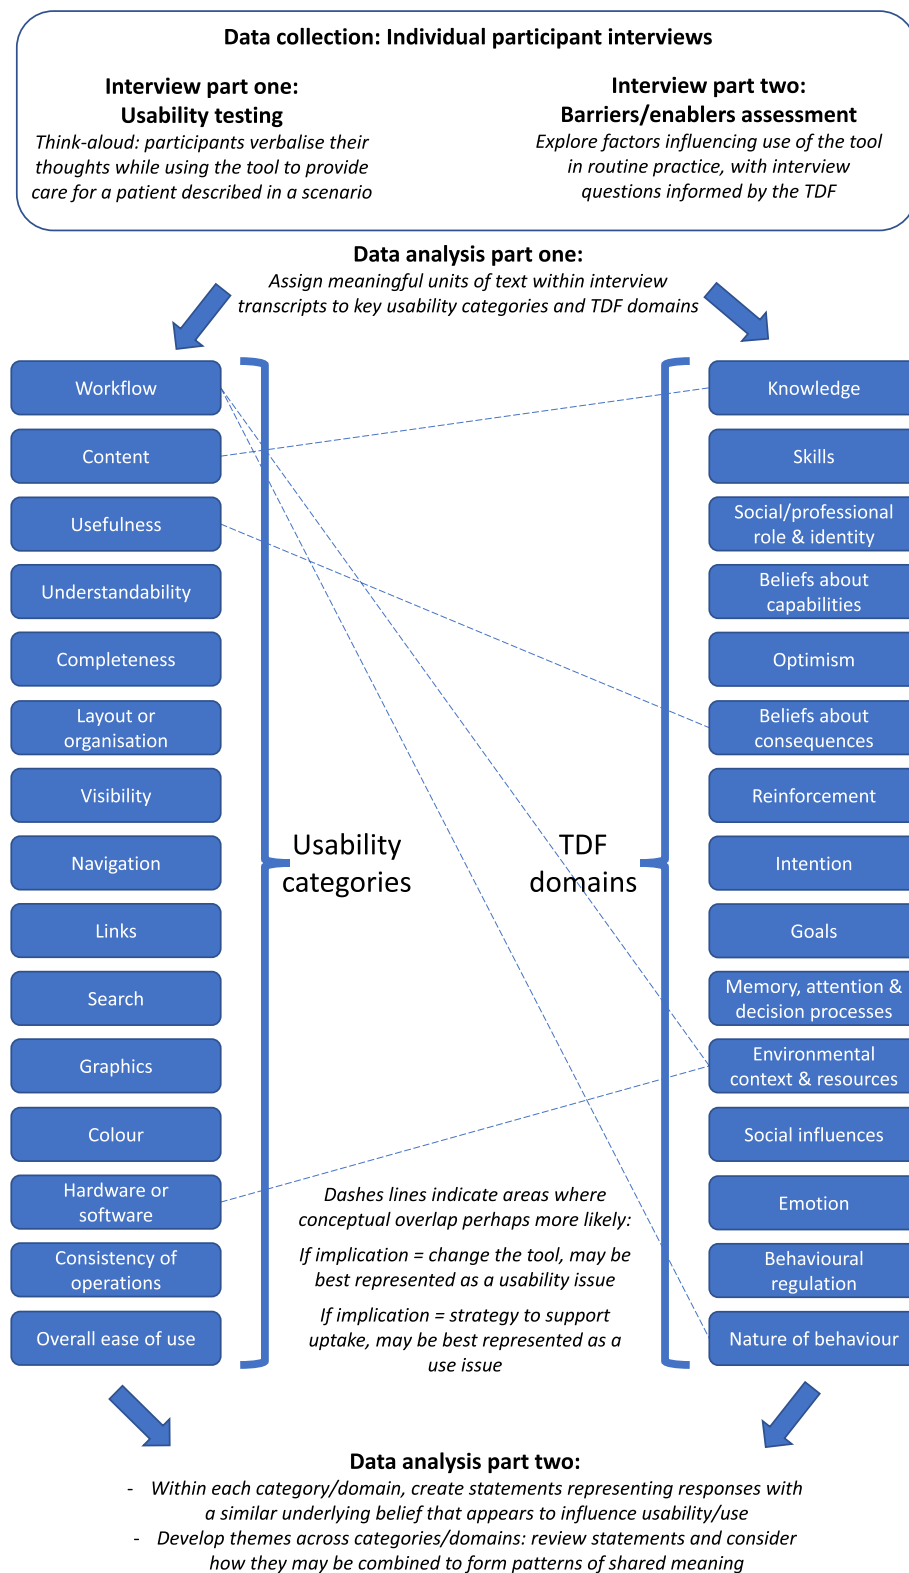 Data collection: Individual participant interviews
Interview part one:
Usability testing
Think-aloud: participants verbalise their
thoughts while using the tool to provide
care for a patient described in a scenario
Interview part two:
Barriers/enablers assessment
Explore factors influencing use of the tool
in routine practice, with interview
questions informed by the TDF
Data analysis part one:
Assign meaningful units of text within interview
transcripts to key usability categories and TDF domains
Workflow
Content
Usefulness
Understandability
Completeness
Layout or
organisation
Visibility
Navigation
Links
Search
Graphics
Colour
Hardware or
software
Consistency of
operations
Overall ease of use
Usability
categories
TDF
domains
Knowledge
Skills
Social/professional
role & identity
Beliefs about
capabilities
Optimism
Beliefs about
consequences
Reinforcement
Intention
Goals
Memory, attention &
decision processes
Environmental
context & resources
Social influences
Emotion
Behavioural
regulation
Nature of behaviour
Dashes lines indicate areas where
conceptual overlap perhaps more likely:
If implication = change the tool, may be
best represented as a usability issue
If implication = strategy to support
uptake, may be best represented as a
use issue
Data analysis part two:
- Within each category/domain, create statements representing responses with
a similar underlying belief that appears to influence usability/use
- Develop themes across categories/domains: review statements and consider
how they may be combined to form patterns of shared meaning